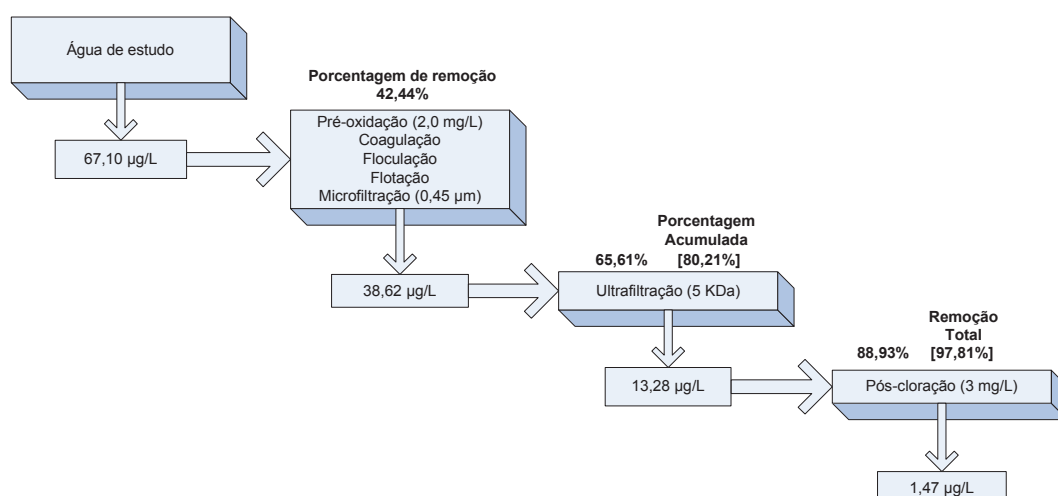 Água de estudo
67,10 µg/L
Porcentagem de remoção
42,44%
Pré-oxidação (2,0 mg/L)
Coagulação
Floculação
Flotação
Microfiltração (0,45 µm)
38,62 µg/L
Porcentagem
Acumulada
65,61% [80,21%]
Ultrafiltração (5 KDa)
13,28 µg/L
Remoção
Total
88,93% [97,81%]
Pós-cloração (3 mg/L)
1,47 µg/L